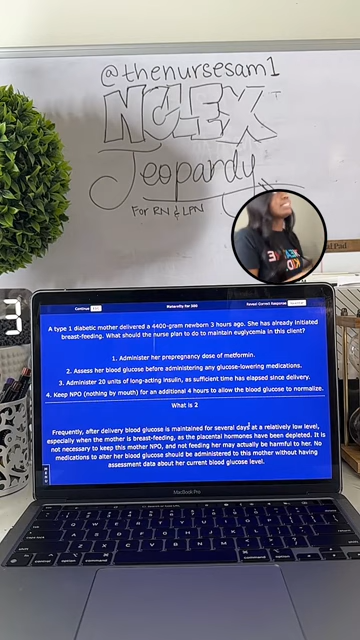 @thenursesam1
NCLEX
Jeopardy
For RN & LPN
3
Continue
Maternity for 300
Reveal Correct Response
A type 1 diabetic mother delivered a 4400-gram newborn 3 hours ago. She has already initiated
breast-feeding. What should the nurse plan to do to maintain euglycemia in this client?
1. Administer her prepregnancy dose of metformin.
2. Assess her blood glucose before administering any glucose-lowering medications.
3. Administer 20 units of long-acting insulin, as sufficient time has elapsed since delivery.
4. Keep NPO (nothing by mouth) for an additional 4 hours to allow the blood glucose to normalize.
What is 2
Frequently, after delivery blood glucose is maintained for several days at a relatively low level,
especially when the mother is breast-feeding, as the placental hormones have been depleted. It is
not necessary to keep this mother NPO, and not feeding her may actually be harmful to her. No
medications to alter her blood glucose should be administered to this mother without having
assessment data about her current blood glucose level.
MacBook Pro